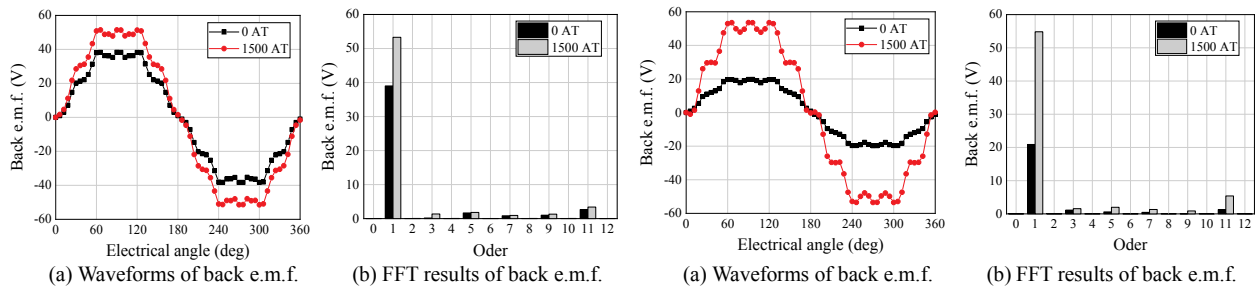 60
40
20
0
-20
-40
-60
Back e.m.f. (V)
0 AT
1500 AT
0 60 120 180 240 300 360
Electrical angle (deg)
(a) Waveforms of back e.m.f.
60
50
40
30
20
10
0
Back e.m.f. (V)
0 AT
1500 AT
0 1 2 3 4 5 6 7 8 9 10 11 12
Oder
(b) FFT results of back e.m.f.
60
40
20
0
-20
-40
-60
Back e.m.f. (V)
0 AT
1500 AT
0 60 120 180 240 300 360
Electrical angle (deg)
(a) Waveforms of back e.m.f.
60
50
40
30
20
10
0
Back e.m.f. (V)
0 AT
1500 AT
0 1 2 3 4 5 6 7 8 9 10 11 12
Oder
(b) FFT results of back e.m.f.